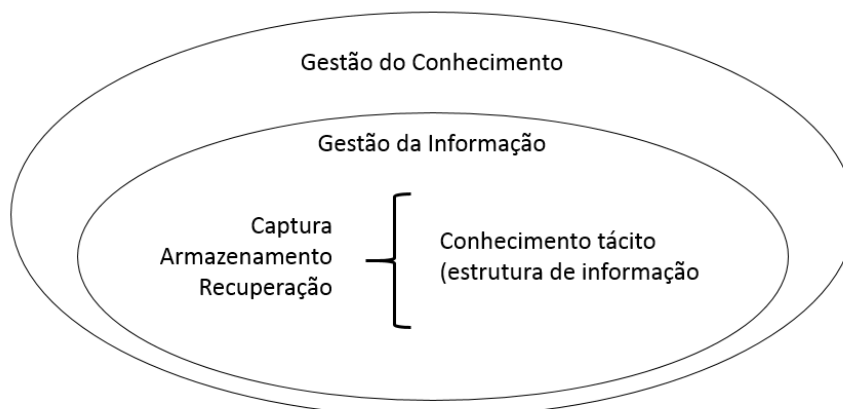 Gestão do Conhecimento
Gestão da Informação
Captura
Armazenamento
Recuperação
Conhecimento tácito
(estrutura de informação